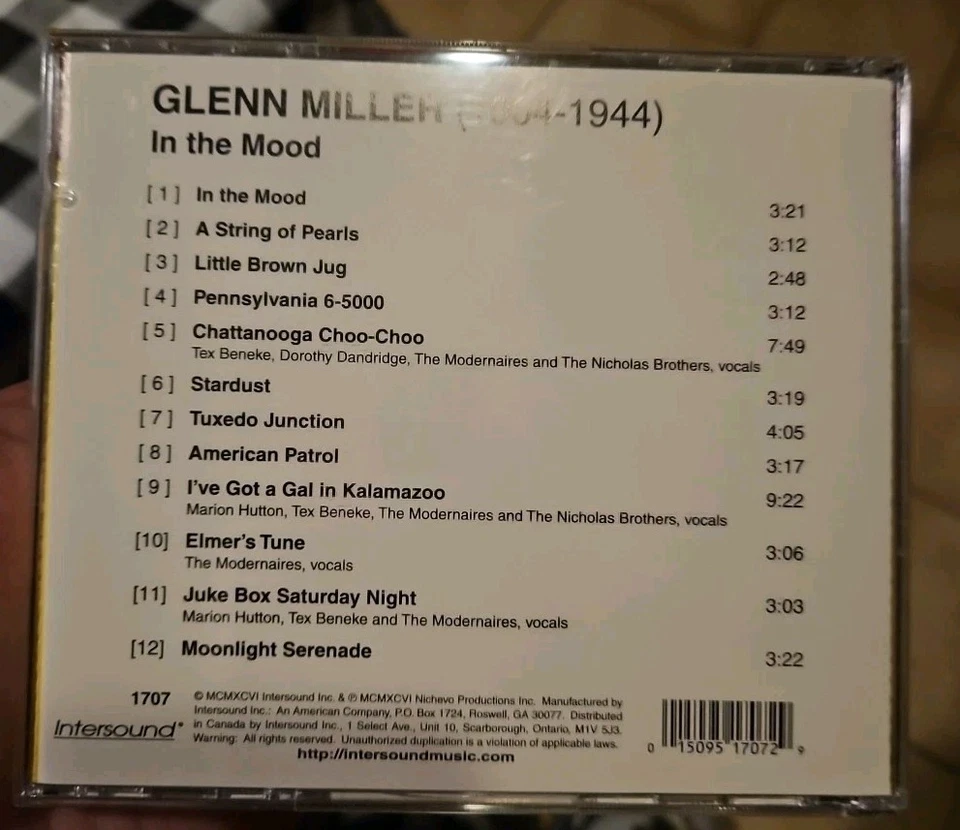 GLENN MILLER (1904-1944)
In the Mood
[ 1 ] In the Mood 3:21
[ 2 ] A String of Pearls 3:12
[ 3 ] Little Brown Jug 2:48
[ 4 ] Pennsylvania 6-5000 3:12
[ 5 ] Chattanooga Choo-Choo 7:49
Tex Beneke, Dorothy Dandridge, The Modernaires and The Nicholas Brothers, vocals
[ 6 ] Stardust 3:19
[ 7 ] Tuxedo Junction 4:05
[ 8 ] American Patrol 3:17
[ 9 ] I've Got a Gal in Kalamazoo 9:22
Marion Hutton, Tex Beneke, The Modernaires and The Nicholas Brothers, vocals
[10] Elmer's Tune 3:06
The Modernaires, vocals
[11] Juke Box Saturday Night 3:03
Marion Hutton, Tex Beneke and The Modernaires, vocals
[12] Moonlight Serenade 3:22
1707
Intersound®
© MCMXCVI Intersound Inc. & ℗ MCMXCVI Nichevo Productions Inc. Manufactured by
Intersound Inc.: An American Company, P.O. Box 1724, Roswell, GA 30077. Distributed
in Canada by Intersound Inc., 1 Select Ave., Unit 10, Scarborough, Ontario, M1V 5J3.
Warning: All rights reserved. Unauthorized duplication is a violation of applicable laws.
http://intersoundmusic.com
0 15095 17072 9